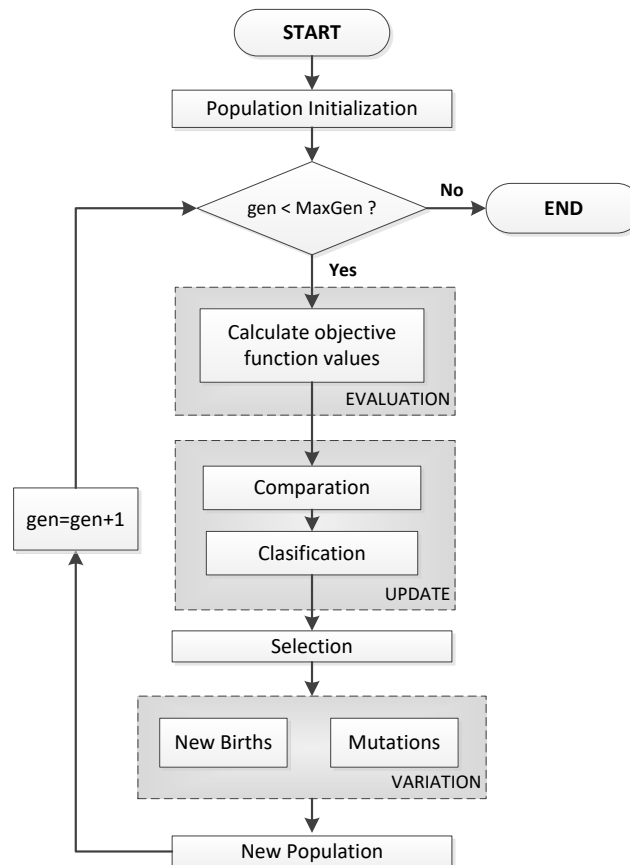 START
Population Initialization
gen < MaxGen ?
No
END
Yes
Calculate objective
function values
EVALUATION
Comparation
gen=gen+1
Clasification
UPDATE
Selection
New Births
Mutations
VARIATION
New Population